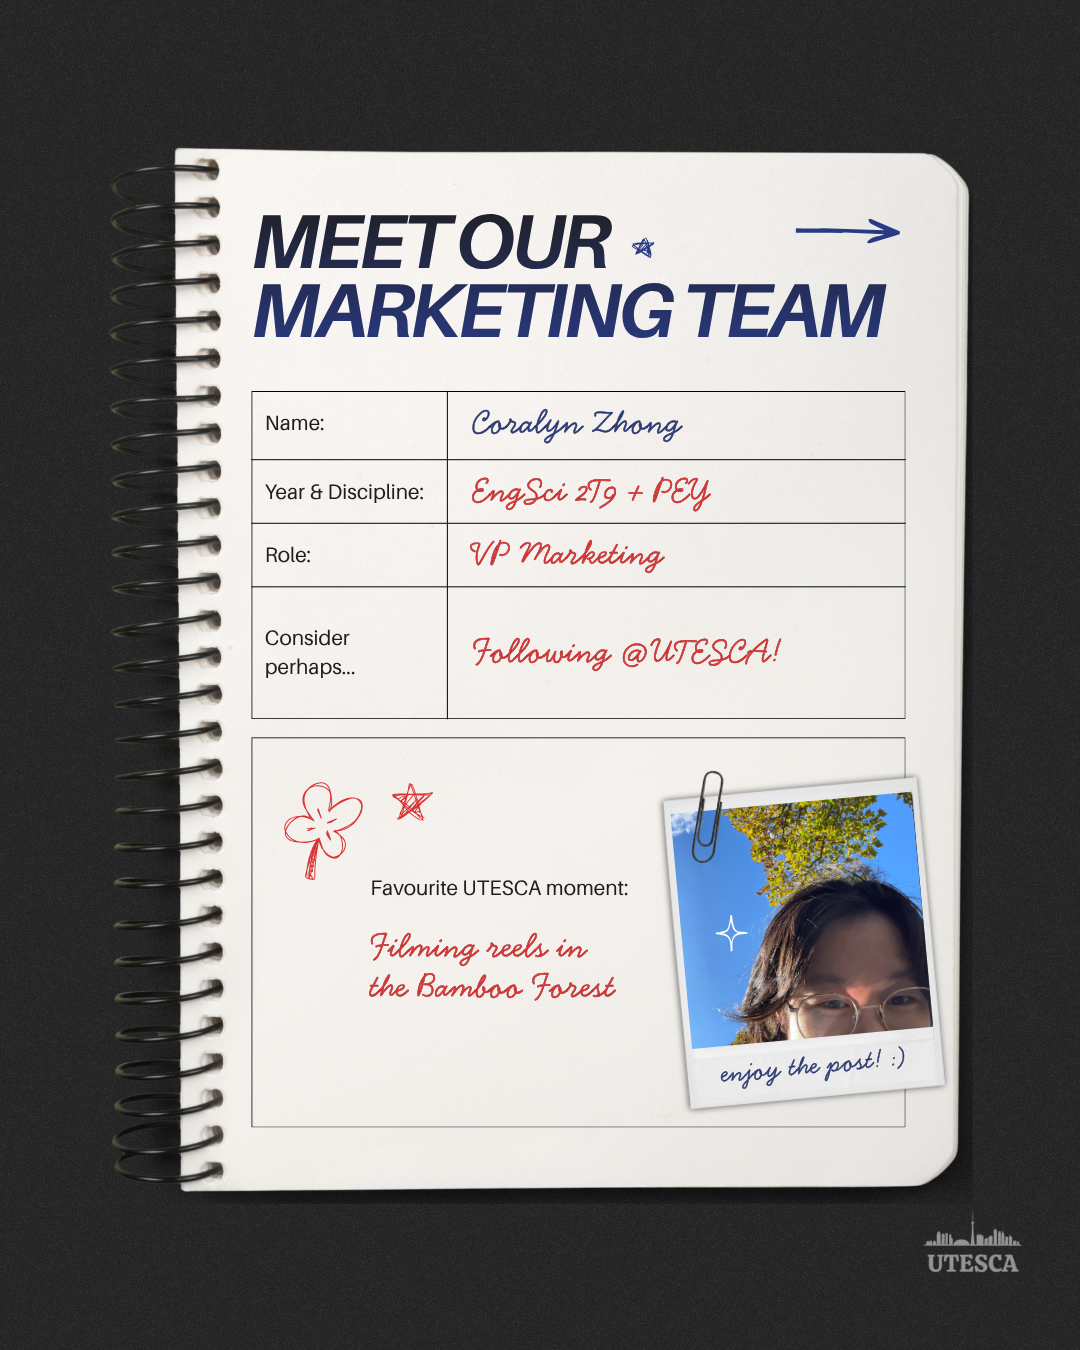 MEET OUR
MARKETING TEAM
Name:
Coralyn Zhong
Year & Discipline:
EngSci 2T9 + PEY
Role:
VP Marketing
Consider
perhaps...
Following @UTESCA!
Favourite UTESCA moment:
Filming reels in
the Bamboo Forest
enjoy the post! :)
UTESCA